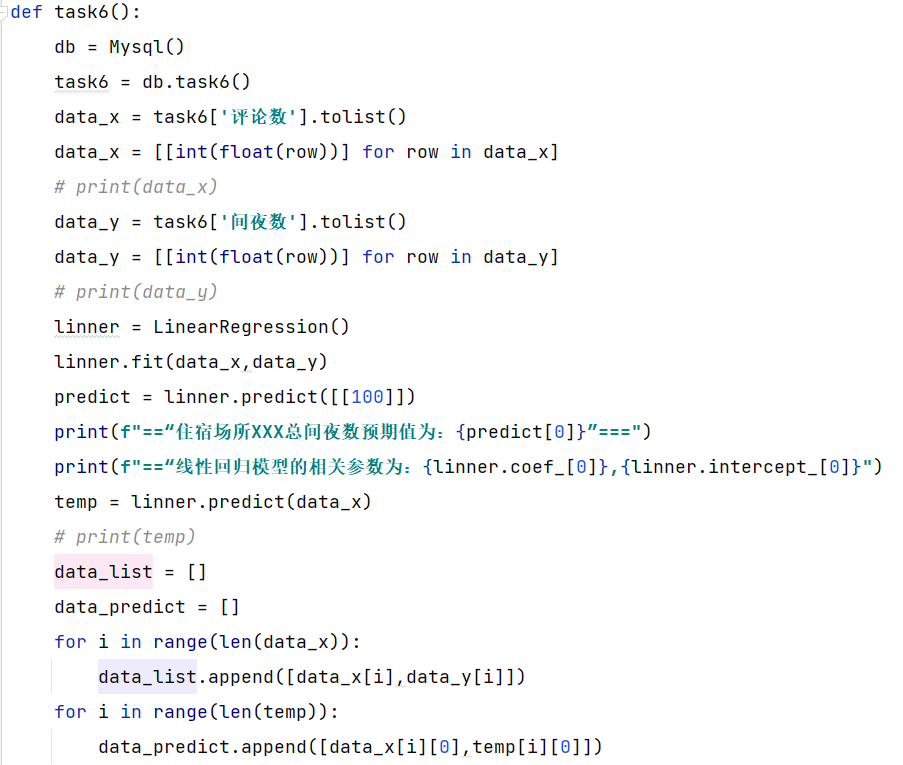 def task6():
    db = Mysql()
    task6 = db.task6()
    data_x = task6['评论数'].tolist()
    data_x = [[int(float(row))] for row in data_x]
    # print(data_x)
    data_y = task6['间夜数'].tolist()
    data_y = [[int(float(row))] for row in data_y]
    # print(data_y)
    linner = LinearRegression()
    linner.fit(data_x,data_y)
    predict = linner.predict([[100]])
    print(f"==“住宿场所XXX总间夜数预期值为：{predict[0]}”===")
    print(f"==“线性回归模型的相关参数为：{linner.coef_[0]},{linner.intercept_[0]}")
    temp = linner.predict(data_x)
    # print(temp)
    data_list = []
    data_predict = []
    for i in range(len(data_x)):
        data_list.append([data_x[i],data_y[i]])
    for i in range(len(temp)):
        data_predict.append([data_x[i][0],temp[i][0]])